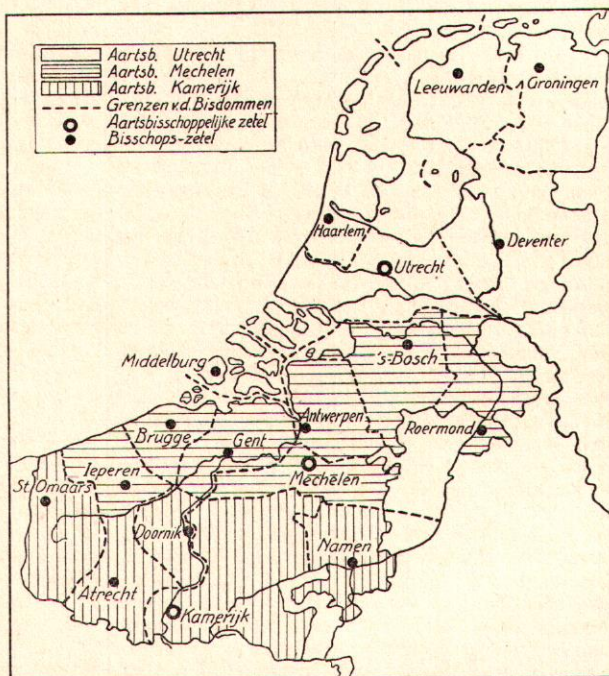 Aartsb. Utrecht
Aartsb. Mechelen
Aartsb. Kamerijk
Grenzen v.d. Bisdommen
Aartsbisschoppelijke zetel
Bisschops-zetel
Leeuwarden
Groningen
Haarlem
Utrecht
Deventer
's-Bosch
Middelburg
Antwerpen
Roermond
Brugge
Gent
Mechelen
Ieperen
St. Omaars
Doornik
Namen
Atrecht
Kamerijk